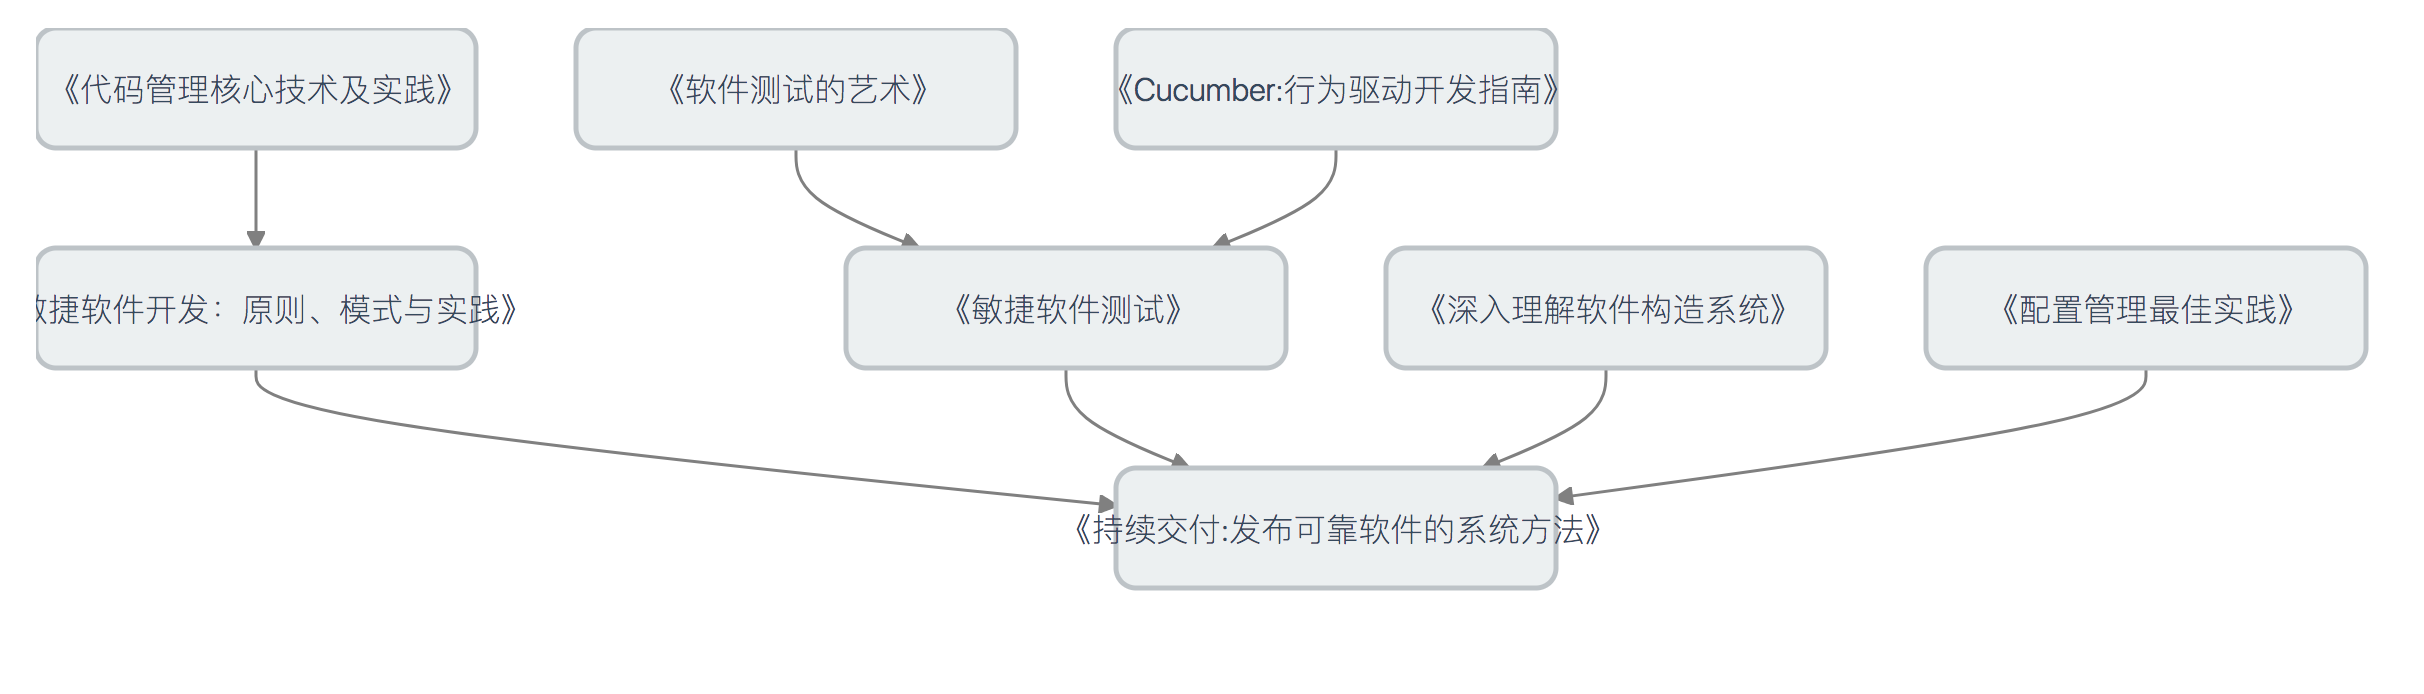 《代码管理核心技术及实践》
《软件测试的艺术》
《Cucumber:行为驱动开发指南》
敏捷软件开发：原则、模式与实践》
《敏捷软件测试》
《深入理解软件构造系统》
《配置管理最佳实践》
《持续交付:发布可靠软件的系统方法》